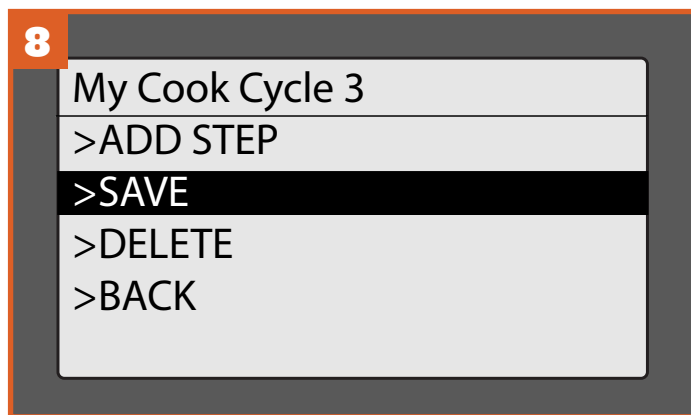 8
My Cook Cycle 3
>ADD STEP
>SAVE
>DELETE
>BACK